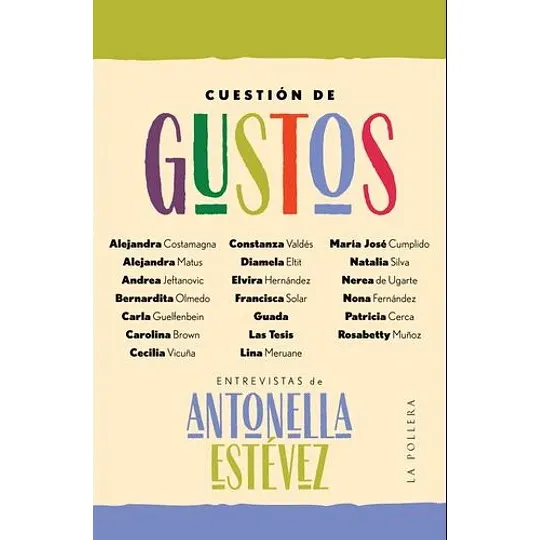 CUESTIÓN DE
GUSTOS
Alejandra Costamagna
Alejandra Matus
Andrea Jeftanovic
Bernardita Olmedo
Carla Guelfenbein
Carolina Brown
Cecilia Vicuña
Constanza Valdés
Diamela Eltit
Elvira Hernández
Francisca Solar
Guada
Las Tesis
Lina Meruane
María José Cumplido
Natalia Silva
Nerea de Ugarte
Nona Fernández
Patricia Cerca
Rosabetty Muñoz
ENTREVISTAS de
ANTONELLA
ESTÉVEZ
LA POLLERA